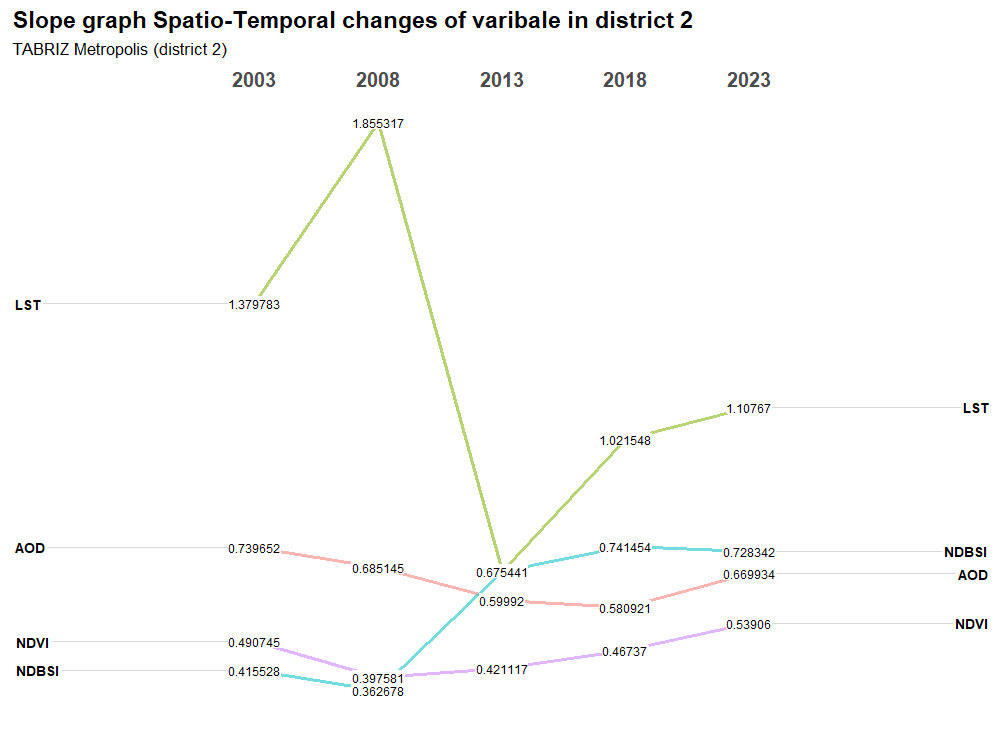 Slope graph Spatio-Temporal changes of varibale in district 2
TABRIZ Metropolis (district 2)
2003 2008 2013 2018 2023
1.855317
LST 1.379783
1.10767 LST
1.021548
AOD 0.739652
0.741454
0.728342 NDBSI
0.685145 0.675441
0.669934 AOD
0.59992 0.580921
0.53906 NDVI
NDVI 0.490745
0.46737
NDBSI 0.415528 0.421117
0.397581
0.362678